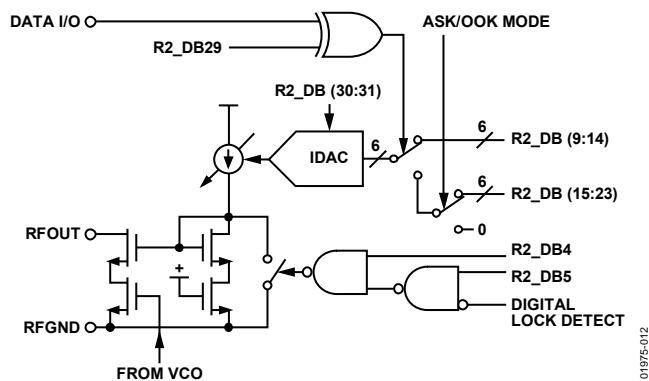 DATA I/O
ASK/OOK MODE
R2_DB29
R2_DB (30:31)
6
IDAC
6
R2_DB (9:14)
6
R2_DB (15:23)
0
RFOUT
R2_DB4
+
R2_DB5
DIGITAL
LOCK DETECT
RFGND
FROM VCO
01975-012